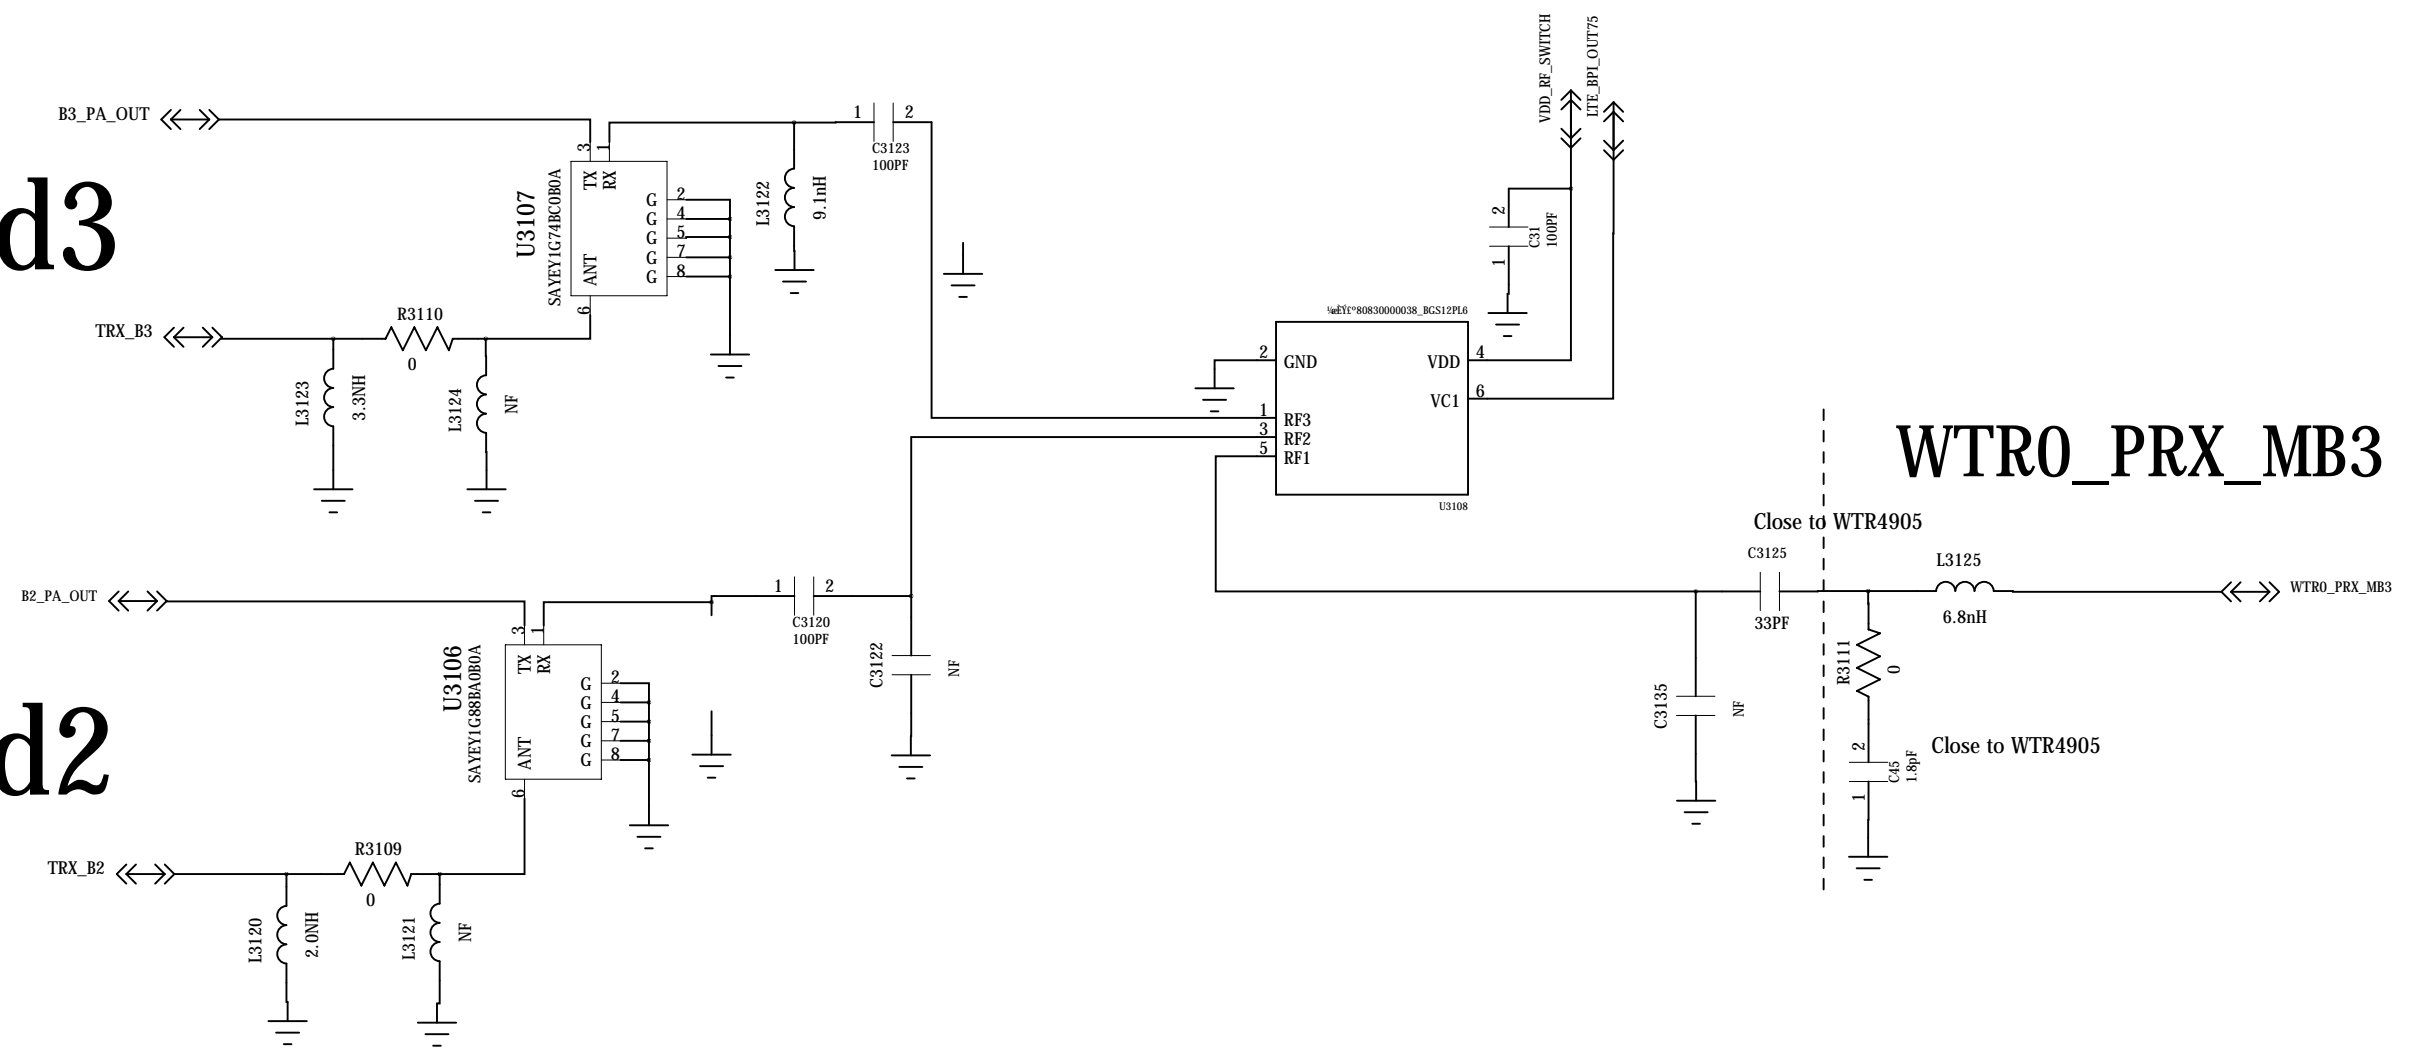 VDD_RF_SWITCH
LTE_BPI_OUT75
B3_PA_OUT
3
1
TX
RX
ANT
6
G 2
G 4
G 5
G 7
G 8
U3107
SAYEY1G74BC0B0A
L3122
9.1nH
1
2
C3123
100PF
d3
TRX_B3
R3110
0
L3123
3.3NH
L3124
NF
2
1
C31
100PF
80830000038_BGS12PL6
2 GND
VDD 4
VC1 6
1 RF3
3 RF2
5 RF1
U3108
WTR0_PRX_MB3
Close to WTR4905
C3125
33PF
L3125
6.8nH
WTR0_PRX_MB3
R3111
0
C3135
NF
2
1
C45
1.8pF
Close to WTR4905
B2_PA_OUT
3
1
TX
RX
ANT
6
G 2
G 4
G 5
G 7
G 8
U3106
SAYEY1G88BA0B0A
1
2
C3120
100PF
C3122
NF
d2
TRX_B2
R3109
0
L3120
2.0NH
L3121
NF